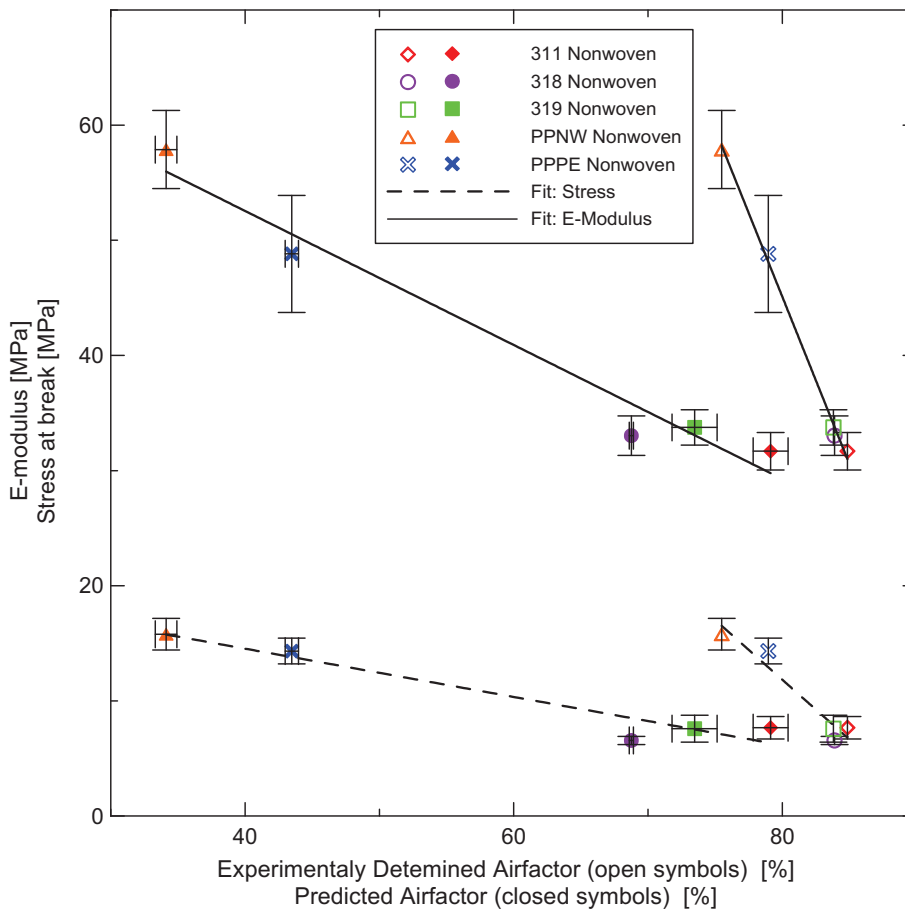 311 Nonwoven
318 Nonwoven
319 Nonwoven
PPNW Nonwoven
PPPE Nonwoven
Fit: Stress
Fit: E-Modulus
E-modulus [MPa]
Stress at break [MPa]
60
40
20
0
40
60
80
Experimentaly Detemined Airfactor (open symbols) [%]
Predicted Airfactor (closed symbols) [%]